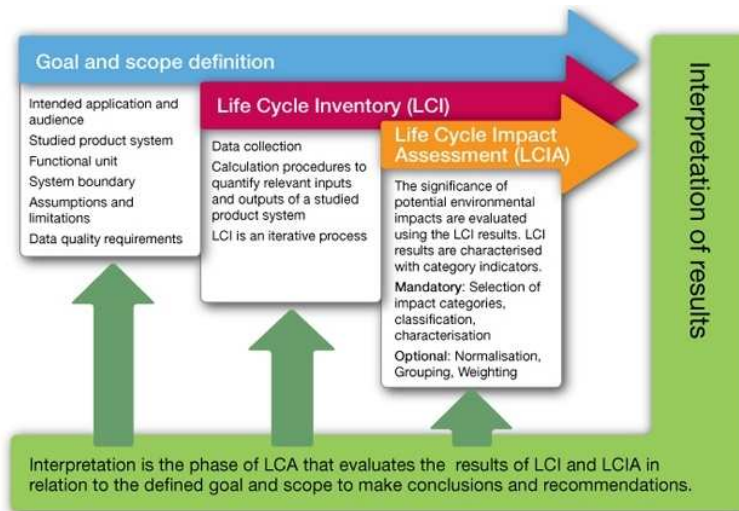 Goal and scope definition
Intended application and
audience
Studied product system
Functional unit
System boundary
Assumptions and
limitations
Data quality requirements
Life Cycle Inventory (LCI)
Data collection
Calculation procedures to
quantify relevant inputs
and outputs of a studied
product system
LCI is an iterative process
Life Cycle Impact
Assessment (LCIA)
The significance of
potential environmental
impacts are evaluated
using the LCI results. LCI
results are characterised
with category indicators.
Mandatory: Selection of
impact categories,
classification,
characterisation
Optional: Normalisation,
Grouping, Weighting
Interpretation of results
Interpretation is the phase of LCA that evaluates the results of LCI and LCIA in
relation to the defined goal and scope to make conclusions and recommendations.